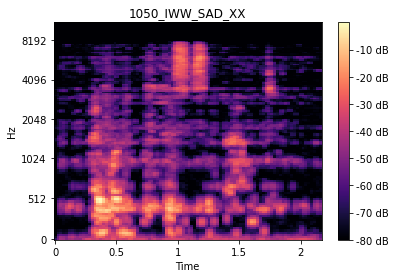 1050_IWW_SAD_XX
8192
4096
2048
1024
512
0
Hz
0
0.5
1
1.5
2
Time
-10 dB
-20 dB
-30 dB
-40 dB
-50 dB
-60 dB
-70 dB
-80 dB